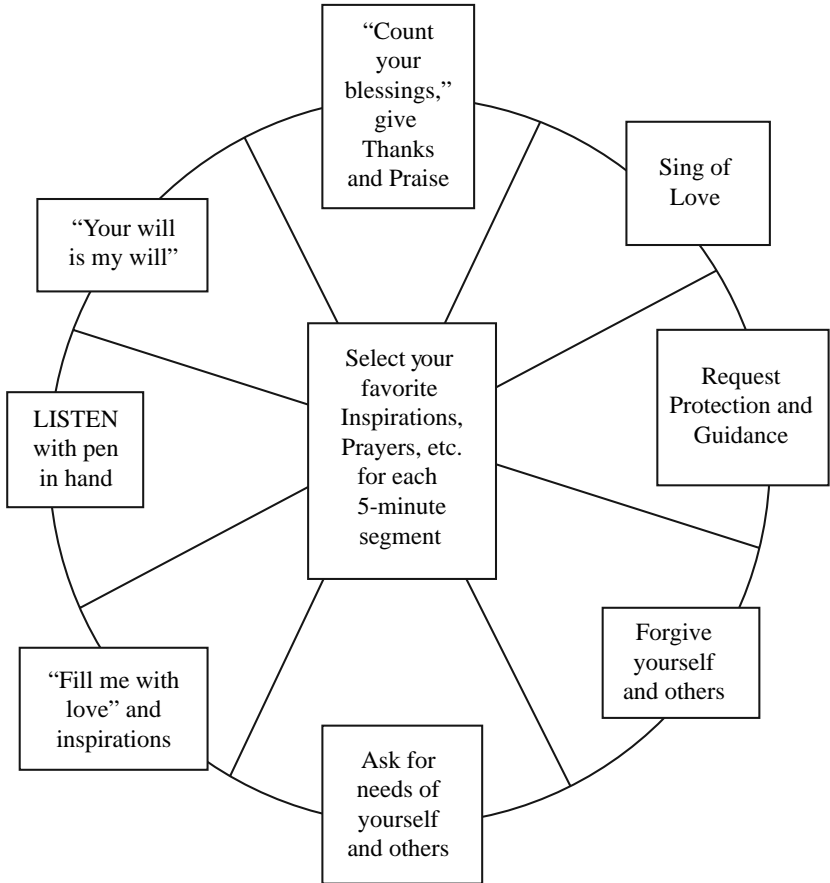 “Count
your
blessings,”
give
Thanks
and Praise
Sing of
Love
Request
Protection and
Guidance
Forgive
yourself
and others
Ask for
needs of
yourself
and others
“Fill me with
love” and
inspirations
LISTEN
with pen
in hand
“Your will
is my will”
Select your
favorite
Inspirations,
Prayers, etc.
for each
5-minute
segment